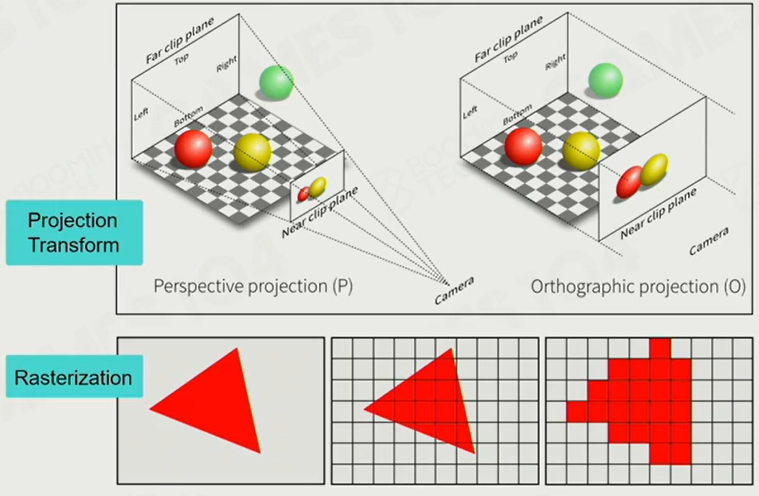 Far clip plane
Top
Right
Left
Bottom
Near clip plane
Camera
Perspective projection (P)
Far clip plane
Top
Right
Left
Bottom
Near clip plane
Camera
Orthographic projection (O)
Projection
Transform
Rasterization